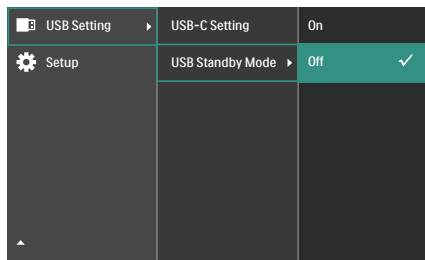 USB Setting
USB-C Setting
On
Setup
USB Standby Mode
Off